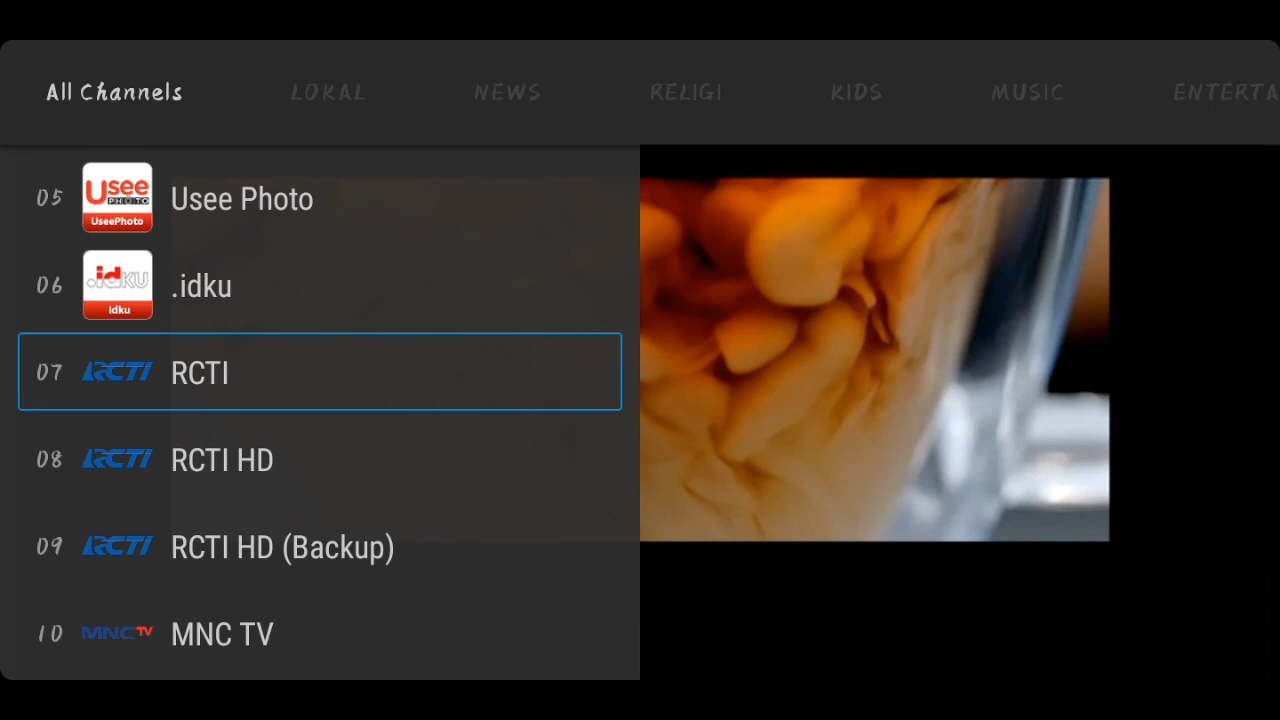 All Channels LOKAL NEWS RELIGI KIDS MUSIC ENTERTA
05 Usee PHOTO UseePhoto Usee Photo
06 .idKU idku .idku
07 RCTI RCTI
08 RCTI RCTI HD
09 RCTI RCTI HD (Backup)
10 MNCTV MNC TV